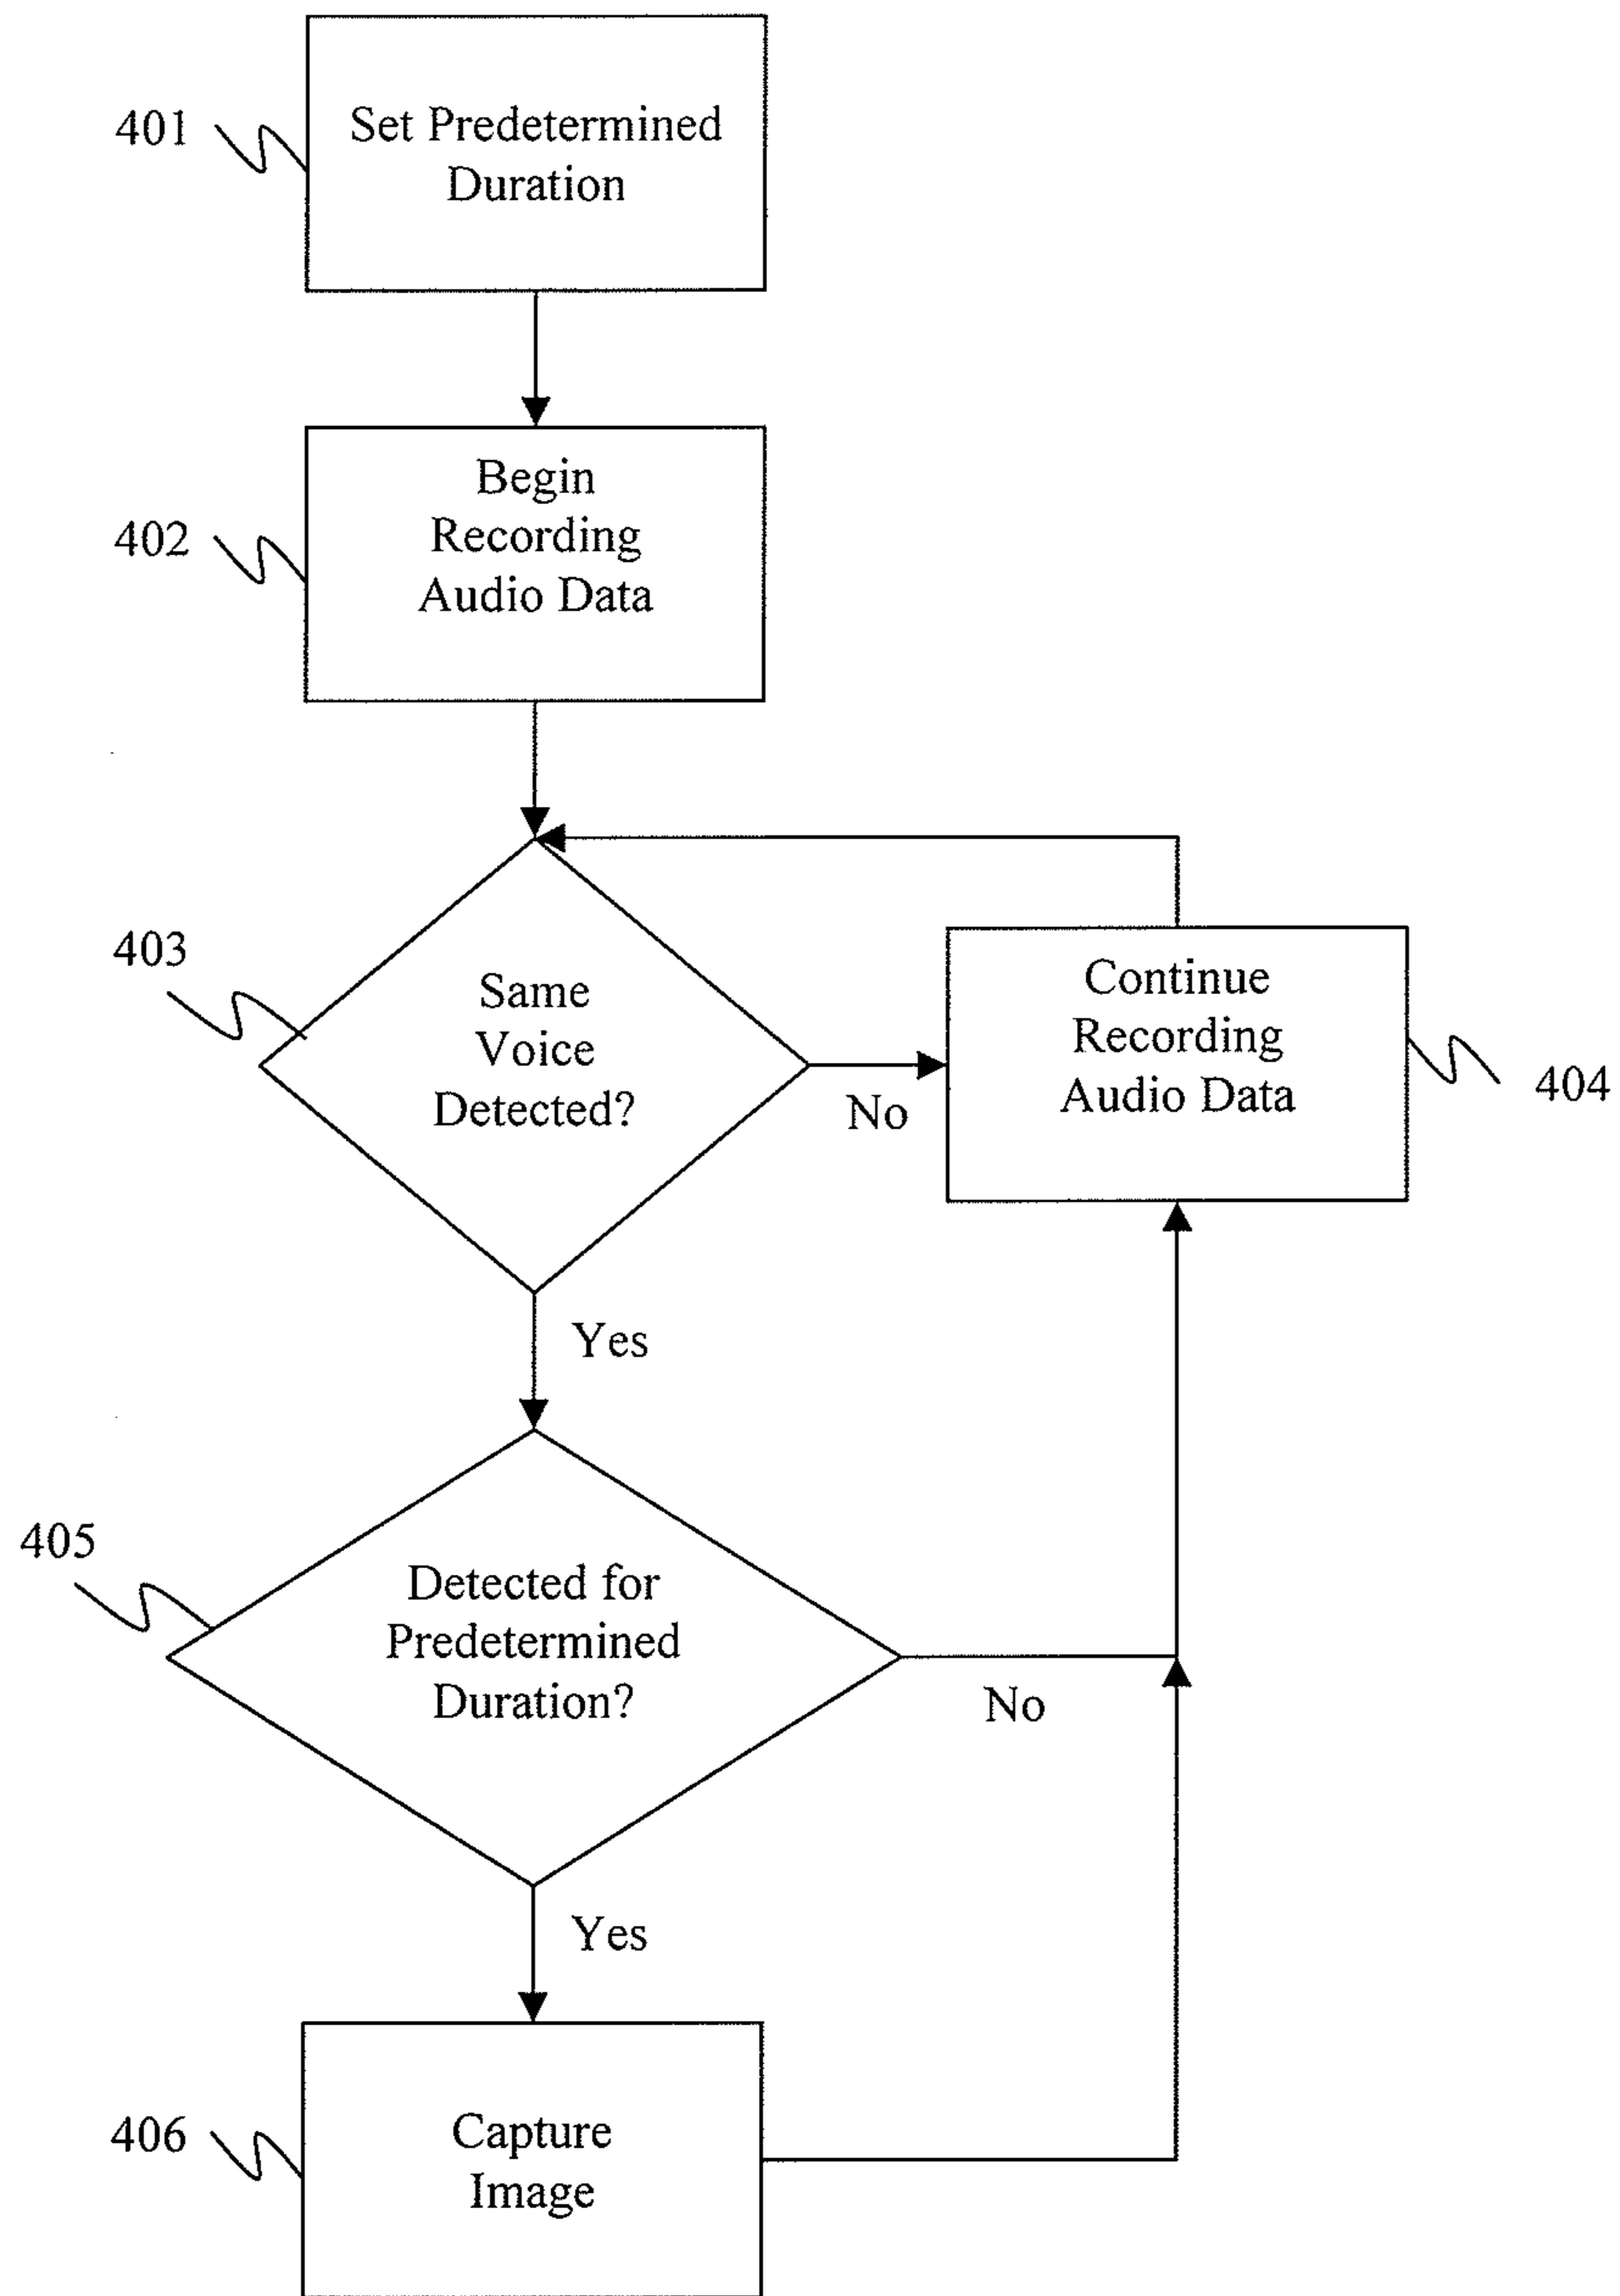 401
Set Predetermined
Duration
402
Begin
Recording
Audio Data
403
Same
Voice
Detected?
No
Continue
Recording
Audio Data
404
Yes
405
Detected for
Predetermined
Duration?
No
Yes
406
Capture
Image